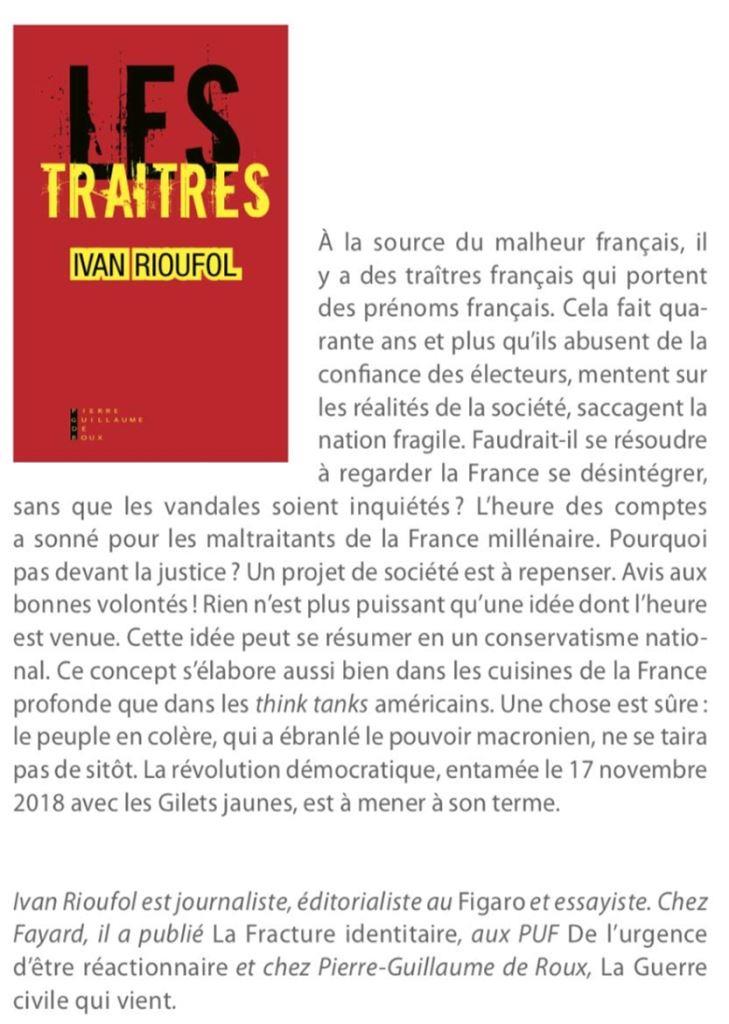 LES
TRAITRES
IVAN RIOUFOL
PIERRE
GUILLAUME
DE
ROUX
À la source du malheur français, il
y a des traîtres français qui portent
des prénoms français. Cela fait qua-
rante ans et plus qu’ils abusent de la
confiance des électeurs, mentent sur
les réalités de la société, saccagent la
nation fragile. Faudrait-il se résoudre
à regarder la France se désintégrer,
sans que les vandales soient inquiétés ? L’heure des comptes
a sonné pour les maltraitants de la France millénaire. Pourquoi
pas devant la justice ? Un projet de société est à repenser. Avis aux
bonnes volontés ! Rien n’est plus puissant qu’une idée dont l’heure
est venue. Cette idée peut se résumer en un conservatisme natio-
nal. Ce concept s’élabore aussi bien dans les cuisines de la France
profonde que dans les think tanks américains. Une chose est sûre :
le peuple en colère, qui a ébranlé le pouvoir macronien, ne se taira
pas de sitôt. La révolution démocratique, entamée le 17 novembre
2018 avec les Gilets jaunes, est à mener à son terme.
Ivan Rioufol est journaliste, éditorialiste au Figaro et essayiste. Chez
Fayard, il a publié La Fracture identitaire, aux PUF De l’urgence
d’être réactionnaire et chez Pierre-Guillaume de Roux, La Guerre
civile qui vient.